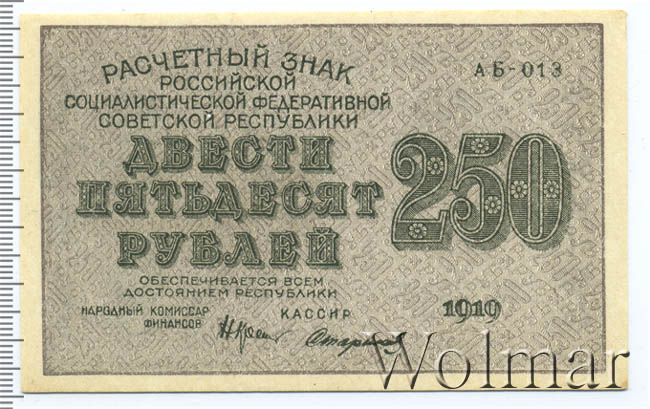 РАСЧЕТНЫЙ ЗНАК
РОССИЙСКОЙ
СОЦИАЛИСТИЧЕСКОЙ ФЕДЕРАТИВНОЙ
СОВЕТСКОЙ РЕСПУБЛИКИ
АБ-013
ДВЕСТИ
ПЯТЬДЕСЯТ
РУБЛЕЙ
250
ОБЕСПЕЧИВАЕТСЯ ВСЕМ
ДОСТОЯНИЕМ РЕСПУБЛИКИ
НАРОДНЫЙ КОМИССАР
ФИНАНСОВ
КАССИР
1919
Wolmar